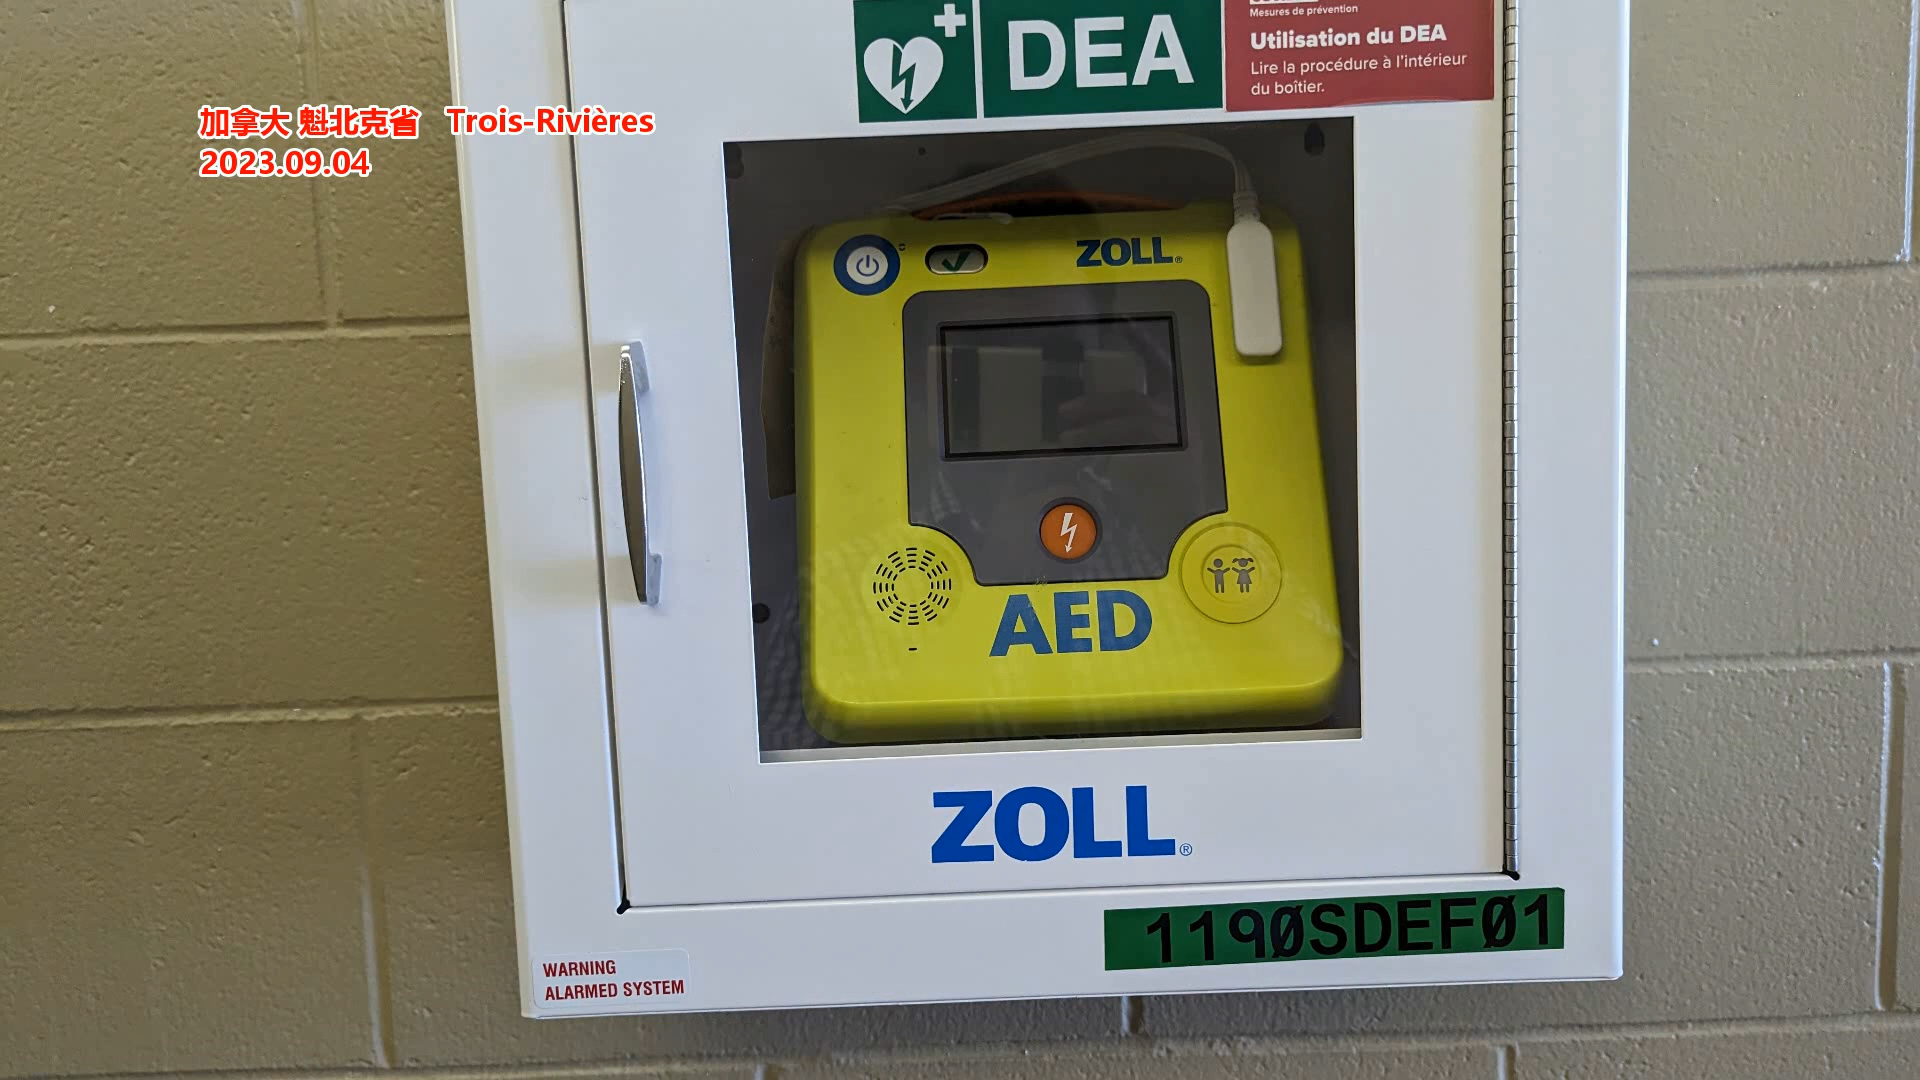 DEA
Mesures de prévention
Utilisation du DEA
Lire la procédure à l'intérieur
du boîtier.
加拿大 魁北克省 Trois-Rivières
2023.09.04
ZOLL®
AED
ZOLL®
119ØSDEFØ1
WARNING
ALARMED SYSTEM